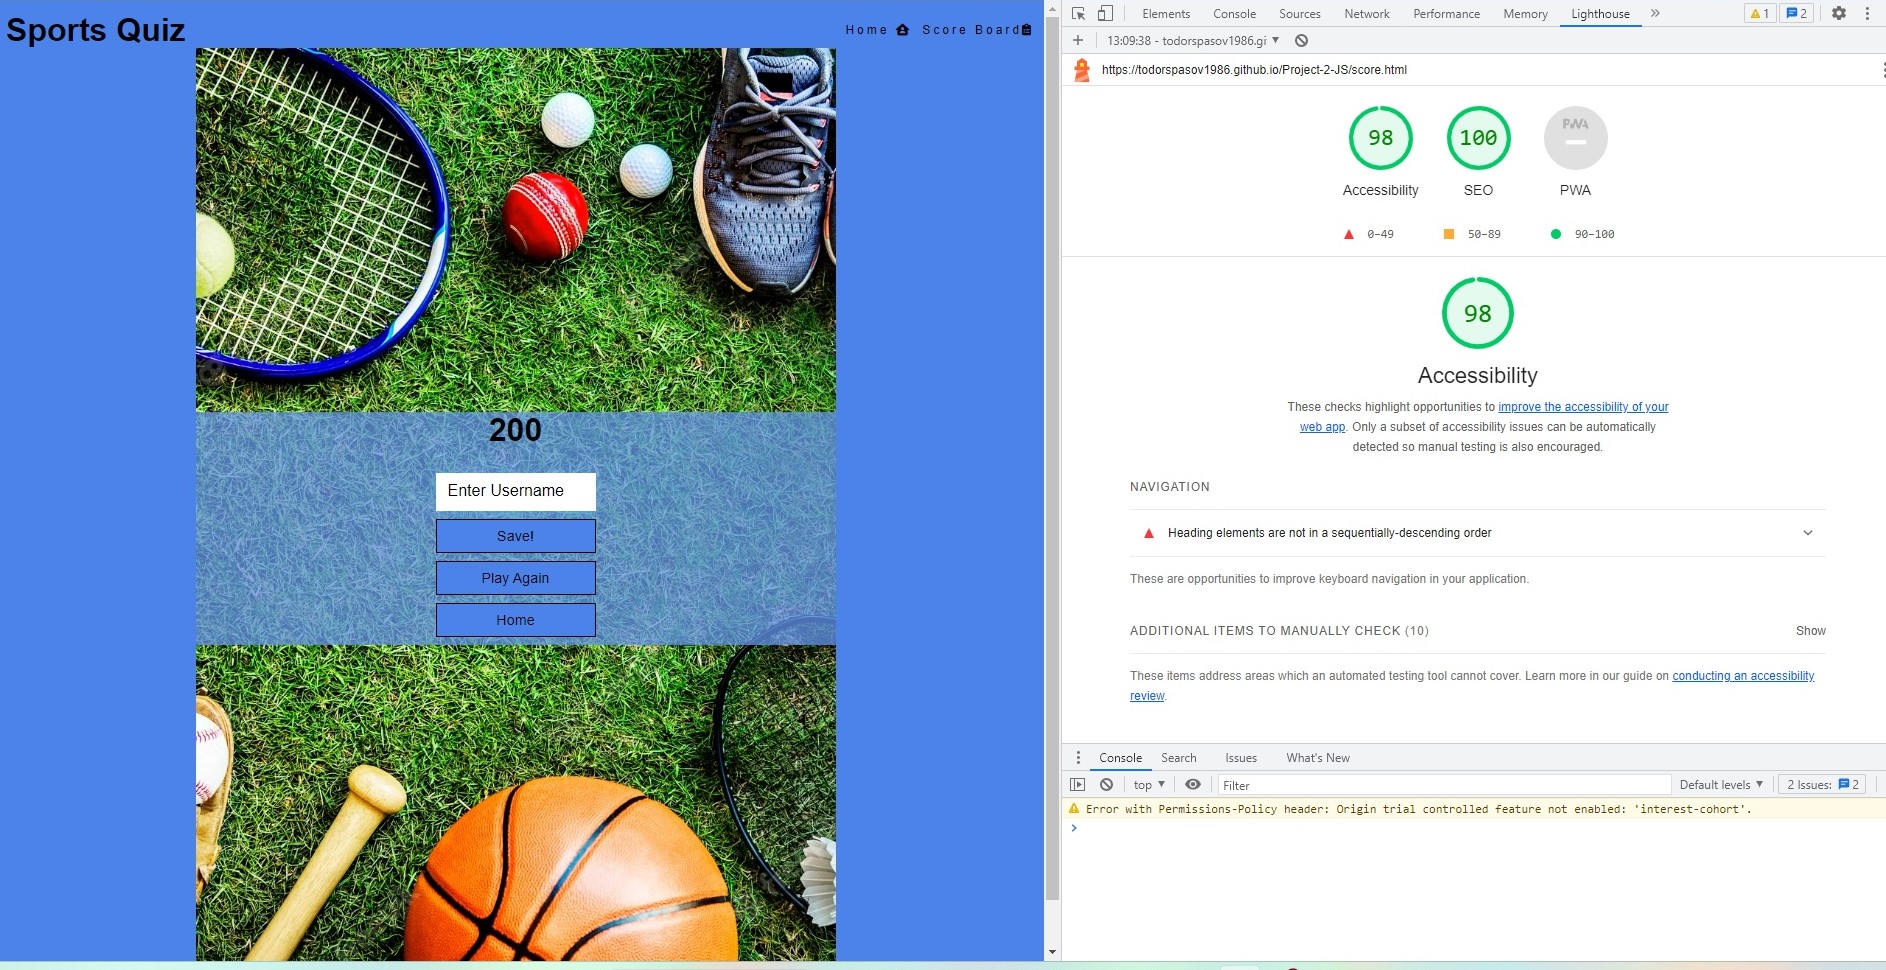 Sports Quiz
Home
Score Board
200
Enter Username
Save!
Play Again
Home
Elements Console Sources Network Performance Memory Lighthouse » 1 2
13:09:38 - todorspasov1986.gi
https://todorspasov1986.github.io/Project-2-JS/score.html
98 100 PWA
Accessibility SEO PWA
0–49 50–89 90–100
98
Accessibility
These checks highlight opportunities to improve the accessibility of your
web app. Only a subset of accessibility issues can be automatically
detected so manual testing is also encouraged.
NAVIGATION
Heading elements are not in a sequentially-descending order
These are opportunities to improve keyboard navigation in your application.
ADDITIONAL ITEMS TO MANUALLY CHECK (10) Show
These items address areas which an automated testing tool cannot cover. Learn more in our guide on conducting an accessibility
review.
Console Search Issues What's New
top Filter Default levels 2 Issues: 2
Error with Permissions-Policy header: Origin trial controlled feature not enabled: 'interest-cohort'.